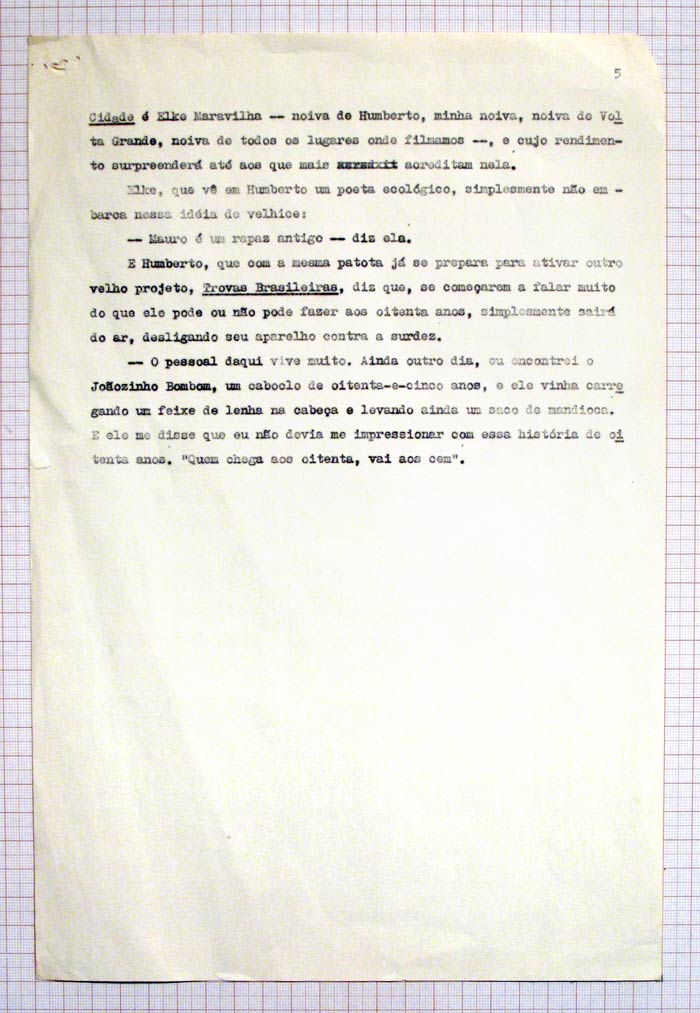 5
Cidade é Elke Maravilha -- noiva de Humberto, minha noiva, noiva de Vol
ta Grande, noiva de todos os lugares onde filmamos --, e cujo rendimen-
to surpreenderá até aos que mais acreditam nela.
Elke, que vê em Humberto um poeta ecológico, simplesmente não em -
barca nessa idéia de velhice:
-- Mauro é um rapaz antigo -- diz ela.
E Humberto, que com a mesma patota já se prepara para ativar outro
velho projeto, Trovas Brasileiras, diz que, se começarem a falar muito
do que ele pode ou não pode fazer aos oitenta anos, simplesmente sairá
do ar, desligando seu aparelho contra a surdez.
-- O pessoal daqui vive muito. Ainda outro dia, eu encontrei o
Joãozinho Bombom, um caboclo de oitenta-e-cinco anos, e ele vinha carre
gando um feixe de lenha na cabeça e levando ainda um saco de mandioca.
E ele me disse que eu não devia me impressionar com essa história de oi
tenta anos. "Quem chega aos oitenta, vai aos cem".